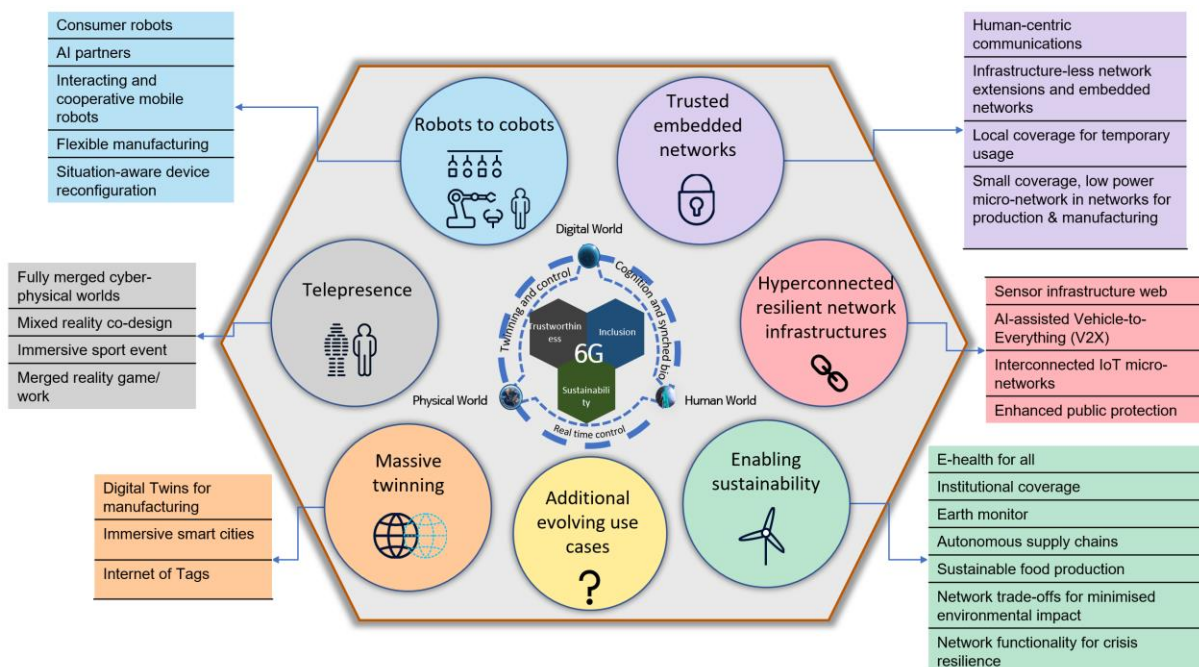 Consumer robots
AI partners
Interacting and
cooperative mobile
robots
Flexible manufacturing
Situation-aware device
reconfiguration
Robots to cobots
Trusted
embedded
networks
Human-centric
communications
Infrastructure-less network
extensions and embedded
networks
Local coverage for temporary
usage
Small coverage, low power
micro-network in networks for
production & manufacturing
Fully merged cyber-
physical worlds
Mixed reality co-design
Immersive sport event
Merged reality game/
work
Telepresence
Digital World
Twinning and control
Cognition and synched bio
Trustworthin
ess
Inclusion
6G
Sustainabili
ty
Physical World
Human World
Real time control
Hyperconnected
resilient network
infrastructures
Sensor infrastructure web
AI-assisted Vehicle-to-
Everything (V2X)
Interconnected IoT micro-
networks
Enhanced public protection
Digital Twins for
manufacturing
Immersive smart cities
Internet of Tags
Massive
twinning
Additional
evolving use
cases
?
Enabling
sustainability
E-health for all
Institutional coverage
Earth monitor
Autonomous supply chains
Sustainable food production
Network trade-offs for minimised
environmental impact
Network functionality for crisis
resilience